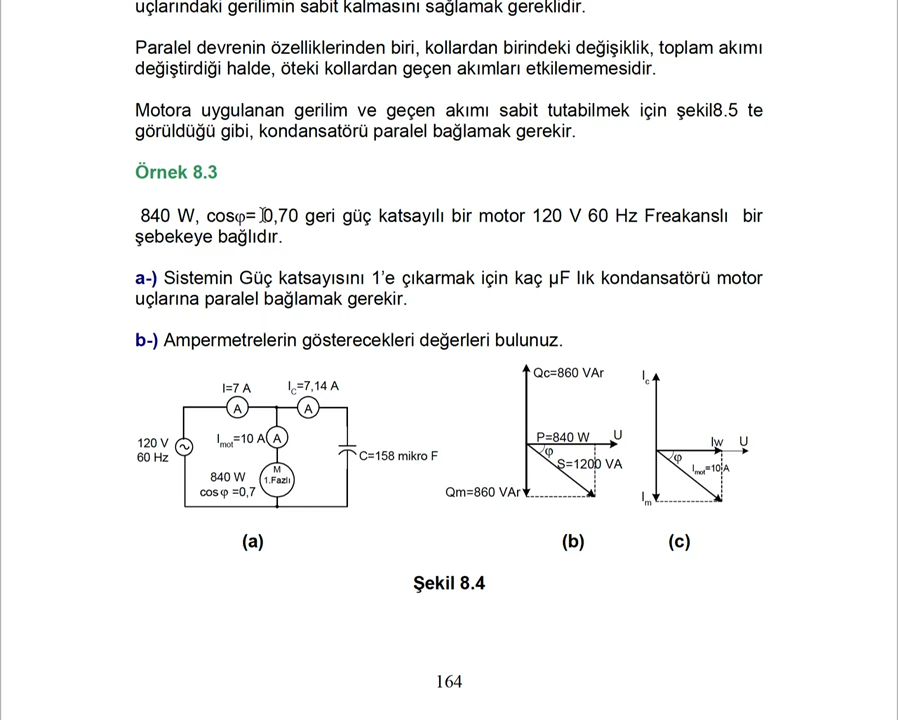 uçlarındaki gerilimin sabit kalmasını sağlamak gereklidir.
Paralel devrenin özelliklerinden biri, kollardan birindeki değişiklik, toplam akımı
değiştirdiği halde, öteki kollardan geçen akımları etkilememesidir.
Motora uygulanan gerilim ve geçen akımı sabit tutabilmek için şekil8.5 te
görüldüğü gibi, kondansatörü paralel bağlamak gerekir.
Örnek 8.3
840 W, cosφ= 0,70 geri güç katsayılı bir motor 120 V 60 Hz Freakanslı bir
şebekeye bağlıdır.
a-) Sistemin Güç katsayısını 1'e çıkarmak için kaç µF lık kondansatörü motor
uçlarına paralel bağlamak gerekir.
b-) Ampermetrelerin gösterecekleri değerleri bulunuz.
I=7 A
Ic=7,14 A
A
A
Imot=10 A
A
120 V
60 Hz
840 W
cosφ =0,7
M
1.Fazlı
C=158 mikro F
(a)
Qc=860 VAr
P=840 W
U
φ
S=1200 VA
Qm=860 VAr
(b)
Ic
Iw
U
φ
Imot=10 A
Im
(c)
Şekil 8.4
164